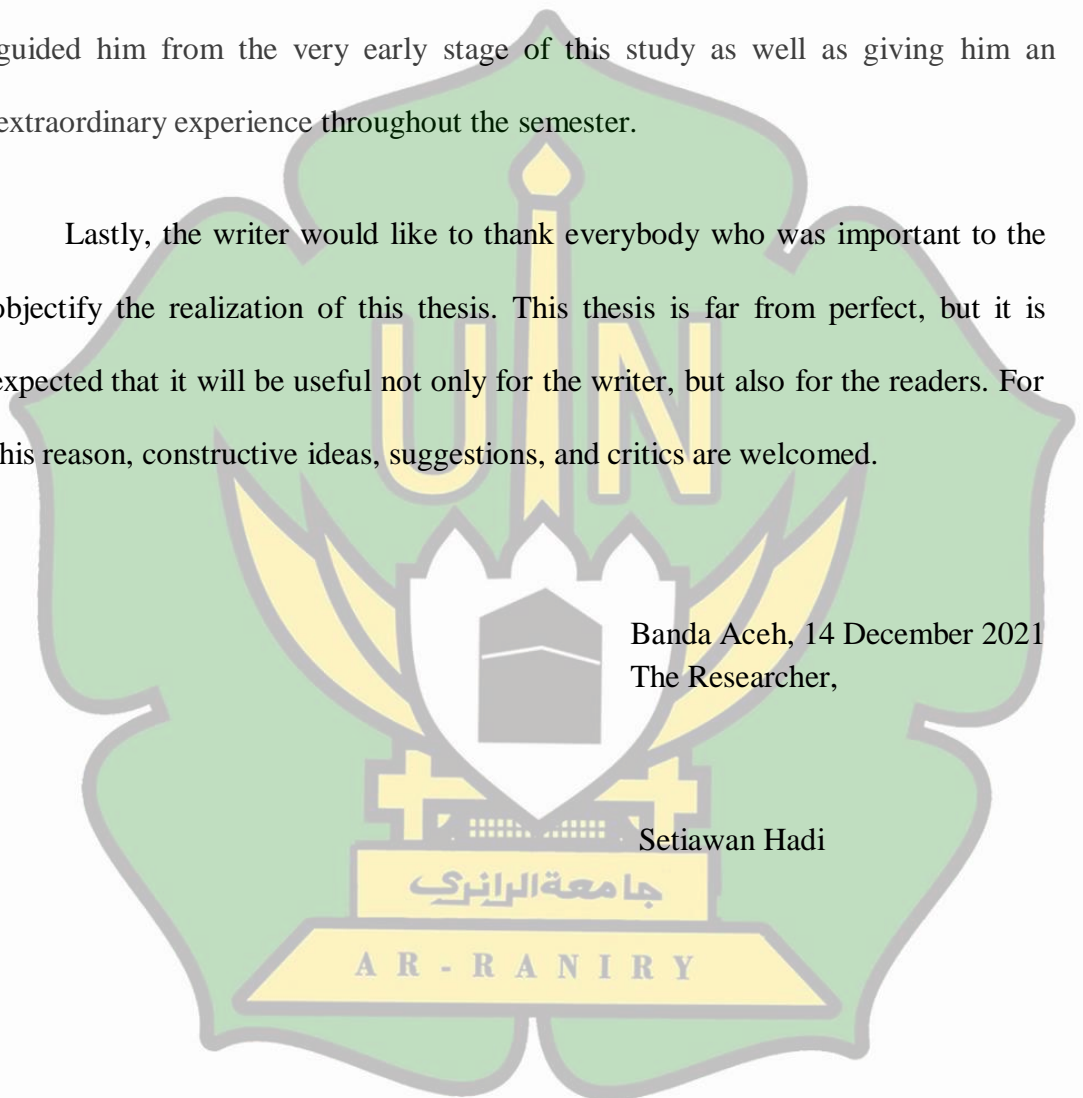 guided him from the very early stage of this study as well as giving him an
extraordinary experience throughout the semester.
Lastly, the writer would like to thank everybody who was important to the
objectify the realization of this thesis. This thesis is far from perfect, but it is
expected that it will be useful not only for the writer, but also for the readers. For
this reason, constructive ideas, suggestions, and critics are welcomed.
UIN
Banda Aceh, 14 December 2021
The Researcher,
Setiawan Hadi
جامعة الرانري
AR-RANIRY